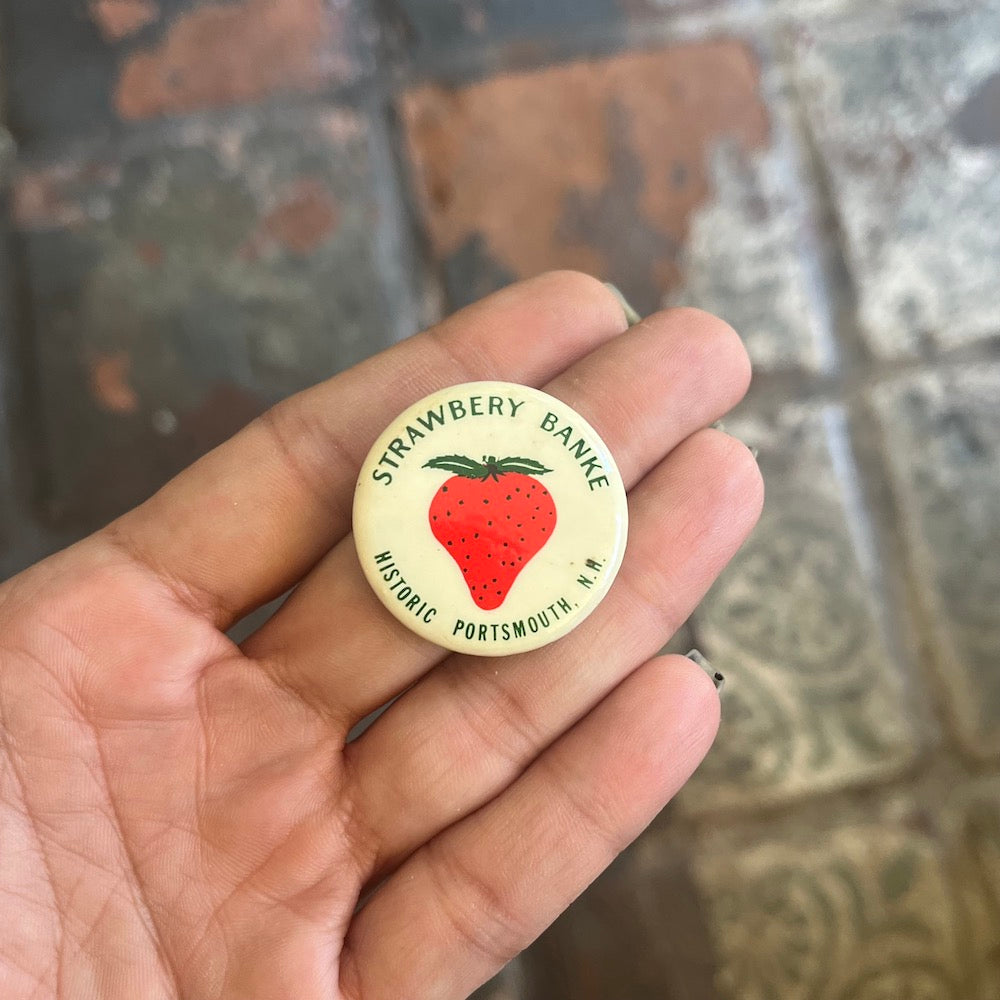 STRAWBERY BANKE
HISTORIC PORTSMOUTH, N.H.